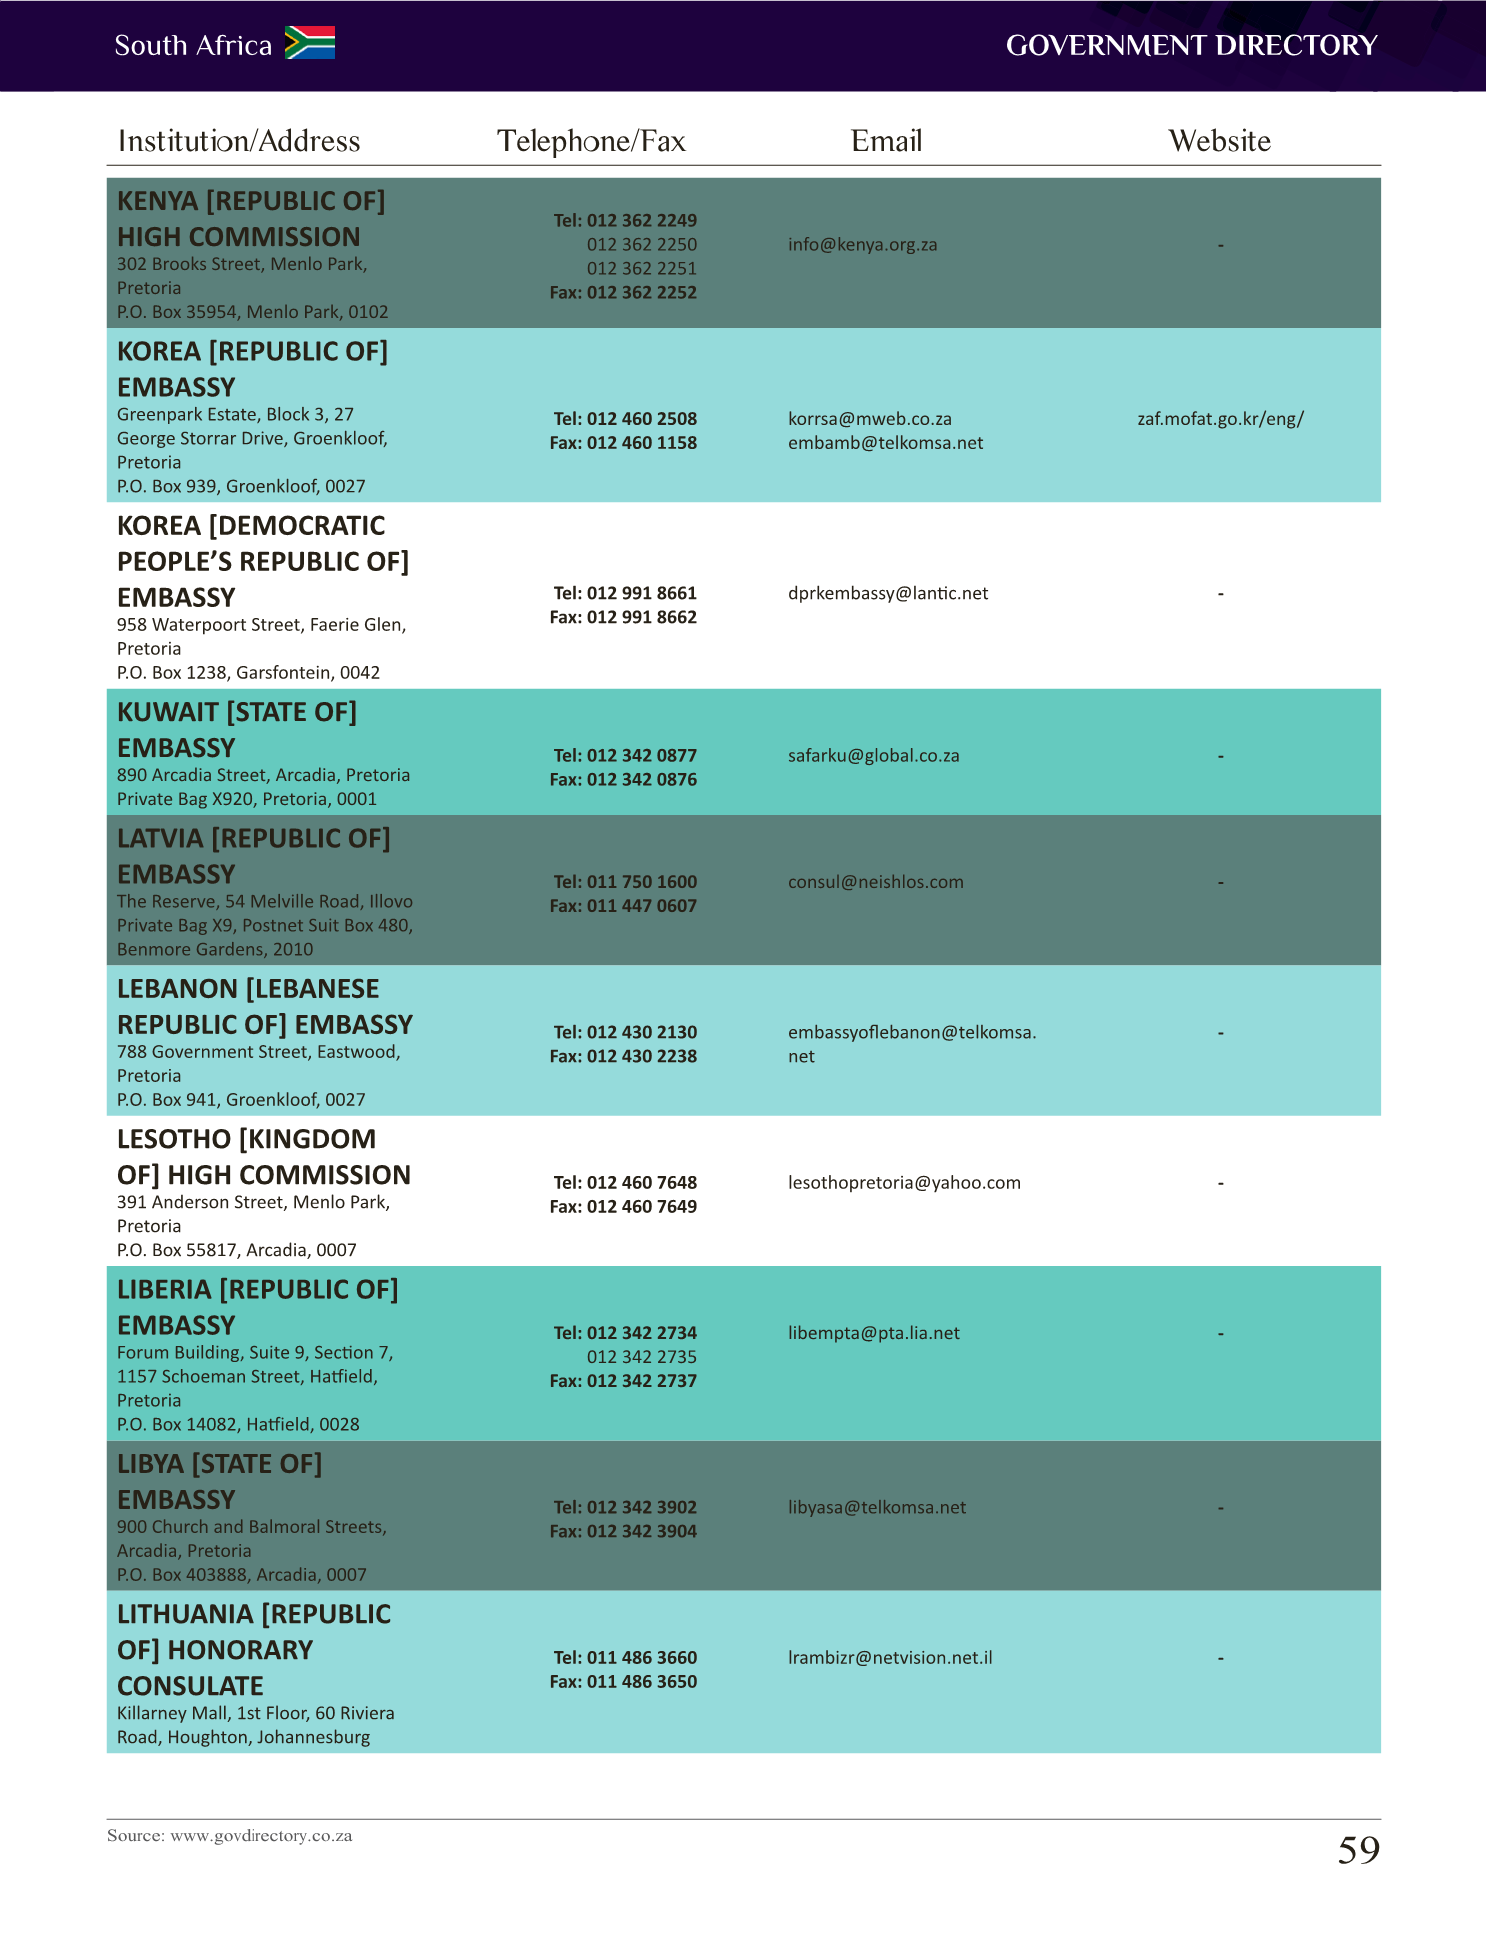 South Africa
GOVERNMENT DIRECTORY
Institution/Address
Telephone/Fax
Email
Website
KENYA [REPUBLIC OF]
HIGH COMMISSION
302 Brooks Street, Menlo Park,
Pretoria
P.O. Box 35954, Menlo Park, 0102
Tel: 012 362 2249
012 362 2250
012 362 2251
Fax: 012 362 2252
info@kenya.org.za
-
KOREA [REPUBLIC OF]
EMBASSY
Greenpark Estate, Block 3, 27
George Storrar Drive, Groenkloof,
Pretoria
P.O. Box 939, Groenkloof, 0027
Tel: 012 460 2508
Fax: 012 460 1158
korrsa@mweb.co.za
embamb@telkomsa.net
zaf.mofat.go.kr/eng/
KOREA [DEMOCRATIC
PEOPLE’S REPUBLIC OF]
EMBASSY
958 Waterpoort Street, Faerie Glen,
Pretoria
P.O. Box 1238, Garsfontein, 0042
Tel: 012 991 8661
Fax: 012 991 8662
dprkembassy@lantic.net
-
KUWAIT [STATE OF]
EMBASSY
890 Arcadia Street, Arcadia, Pretoria
Private Bag X920, Pretoria, 0001
Tel: 012 342 0877
Fax: 012 342 0876
safarku@global.co.za
-
LATVIA [REPUBLIC OF]
EMBASSY
The Reserve, 54 Melville Road, Illovo
Private Bag X9, Postnet Suit Box 480,
Benmore Gardens, 2010
Tel: 011 750 1600
Fax: 011 447 0607
consul@neishlos.com
-
LEBANON [LEBANESE
REPUBLIC OF] EMBASSY
788 Government Street, Eastwood,
Pretoria
P.O. Box 941, Groenkloof, 0027
Tel: 012 430 2130
Fax: 012 430 2238
embassyoflebanon@telkomsa.
net
-
LESOTHO [KINGDOM
OF] HIGH COMMISSION
391 Anderson Street, Menlo Park,
Pretoria
P.O. Box 55817, Arcadia, 0007
Tel: 012 460 7648
Fax: 012 460 7649
lesothopretoria@yahoo.com
-
LIBERIA [REPUBLIC OF]
EMBASSY
Forum Building, Suite 9, Section 7,
1157 Schoeman Street, Hatfield,
Pretoria
P.O. Box 14082, Hatfield, 0028
Tel: 012 342 2734
012 342 2735
Fax: 012 342 2737
libempta@pta.lia.net
-
LIBYA [STATE OF]
EMBASSY
900 Church and Balmoral Streets,
Arcadia, Pretoria
P.O. Box 403888, Arcadia, 0007
Tel: 012 342 3902
Fax: 012 342 3904
libyasa@telkomsa.net
-
LITHUANIA [REPUBLIC
OF] HONORARY
CONSULATE
Killarney Mall, 1st Floor, 60 Riviera
Road, Houghton, Johannesburg
Tel: 011 486 3660
Fax: 011 486 3650
lrambizr@netvision.net.il
-
Source: www.govdirectory.co.za
59